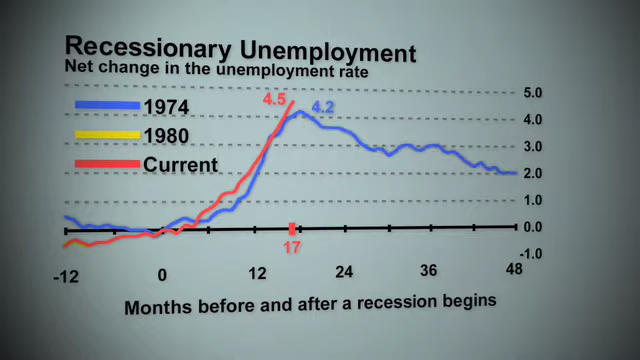 Recessionary Unemployment
Net change in the unemployment rate
1974
1980
Current
4.5
4.2
5.0
4.0
3.0
2.0
1.0
0.0
-1.0
17
-12 0 12 24 36 48
Months before and after a recession begins